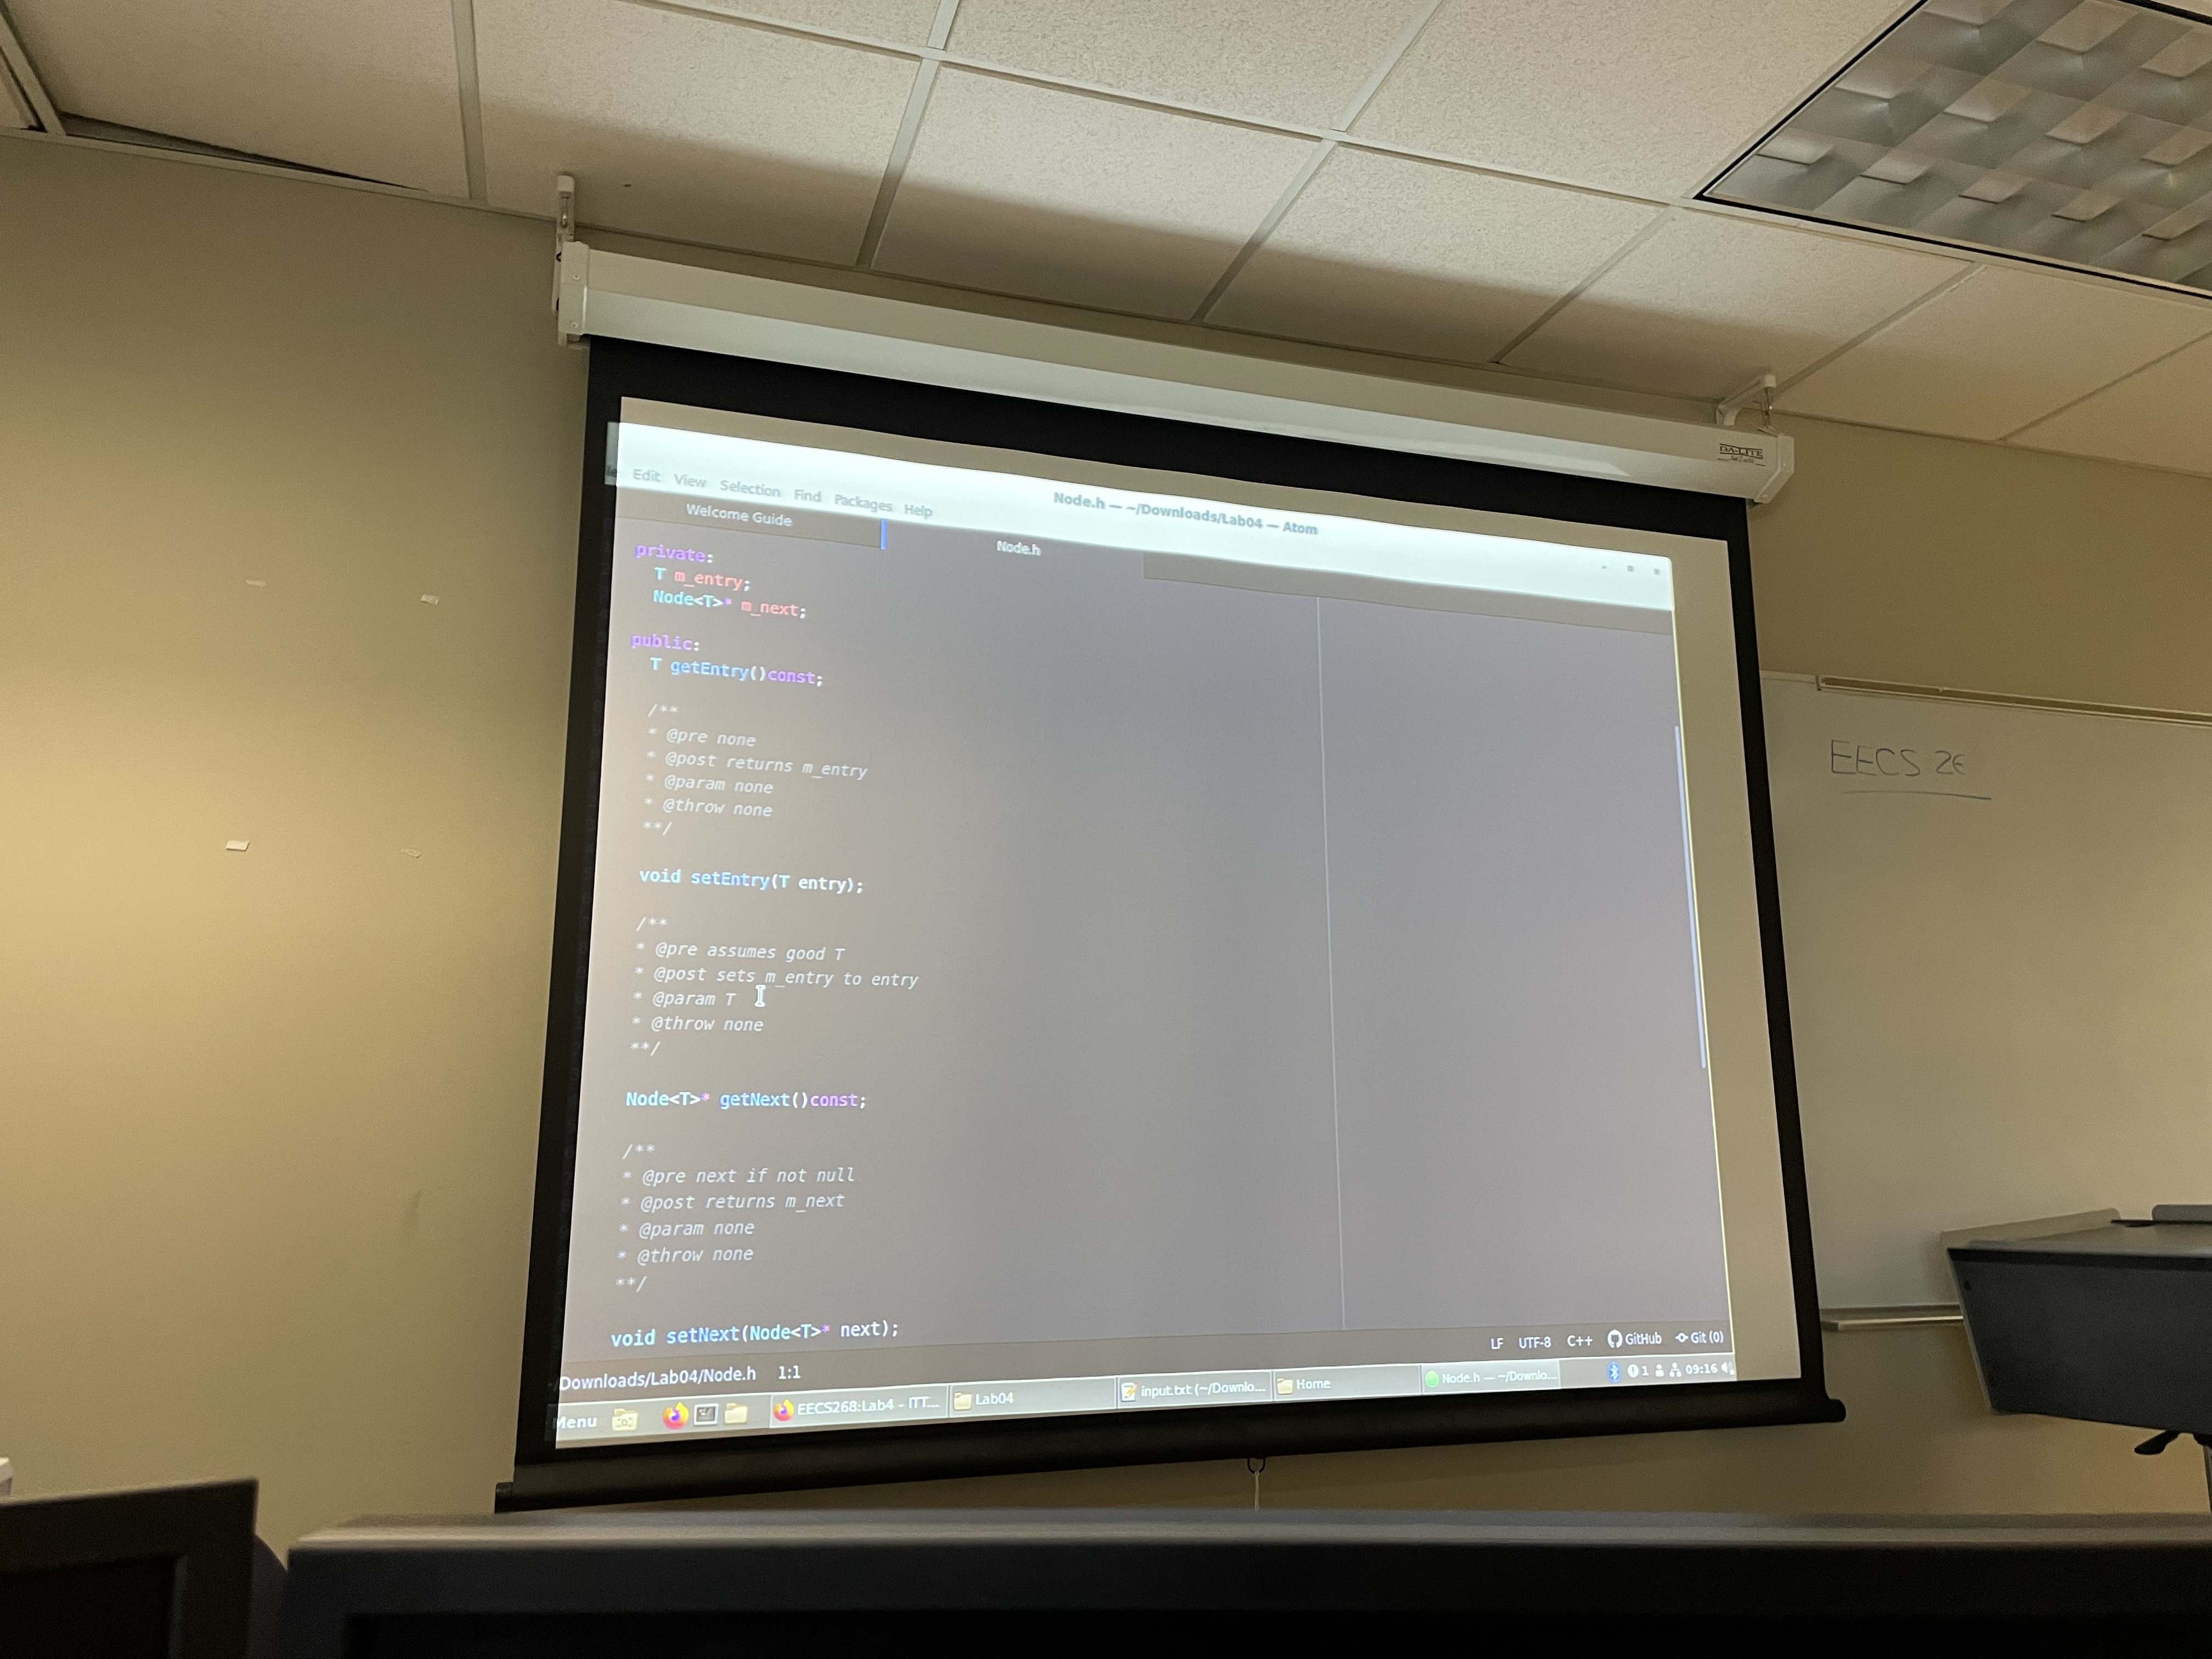 DA-LITE
Edit View Selection Find Packages Help
Node.h — ~/Downloads/Lab04 — Atom
Welcome Guide
Node.h
private:
T m_entry;
Node<T>* m_next;
public:
T getEntry()const;
/**
* @pre none
* @post returns m_entry
* @param none
* @throw none
**/
void setEntry(T entry);
/**
* @pre assumes good T
* @post sets m_entry to entry
* @param T
* @throw none
**/
Node<T>* getNext()const;
/**
* @pre next if not null
* @post returns m_next
* @param none
* @throw none
**/
void setNext(Node<T>* next);
Downloads/Lab04/Node.h 1:1
LF UTF-8 C++ GitHub Git (0)
Menu
EECS268:Lab4 - ITT...
Lab04
input.txt (~/Downlo...
Home
Node.h — ~/Downlo...
1
09:16
EECS 26